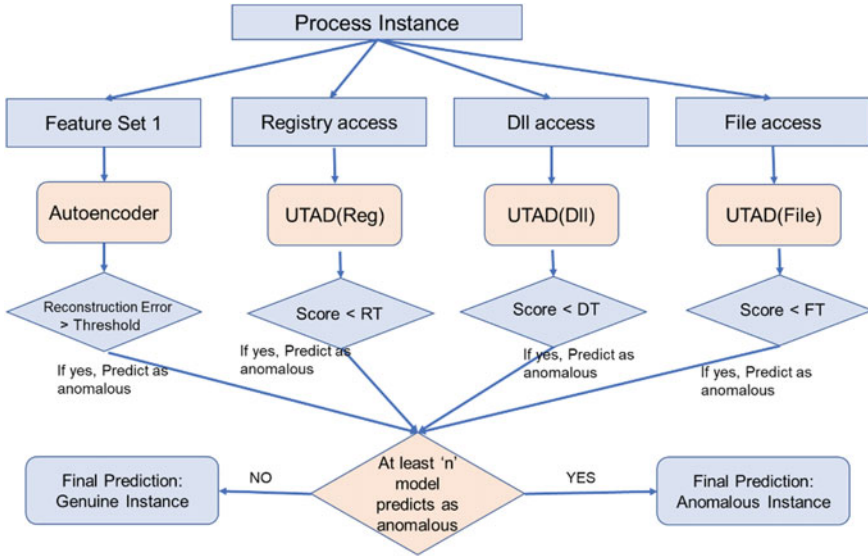 Process Instance
Feature Set 1
Registry access
Dll access
File access
Autoencoder
UTAD(Reg)
UTAD(Dll)
UTAD(File)
Reconstruction Error
> Threshold
Score < RT
Score < DT
Score < FT
If yes, Predict as
anomalous
If yes, Predict as
anomalous
If yes, Predict as
anomalous
If yes, Predict as
anomalous
Final Prediction:
Genuine Instance
NO
At least ‘n’
model
predicts as
anomalous
YES
Final Prediction:
Anomalous Instance